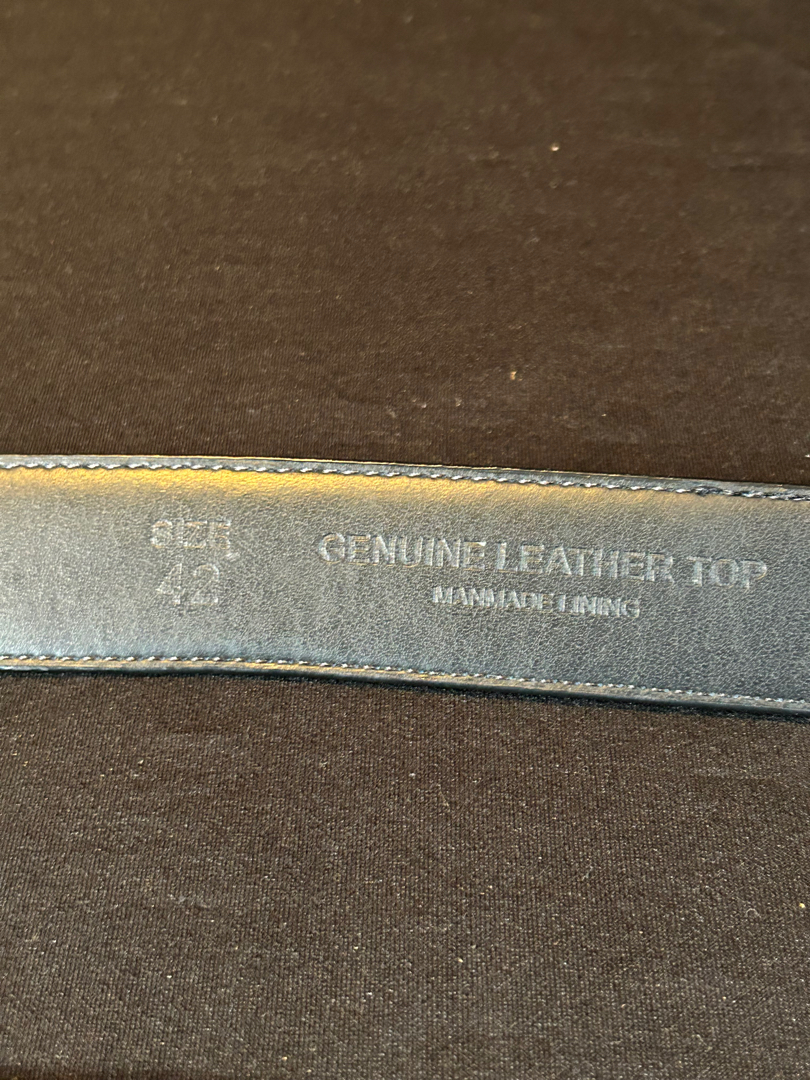 SIZE
42
GENUINE LEATHER TOP
MANMADE LINING